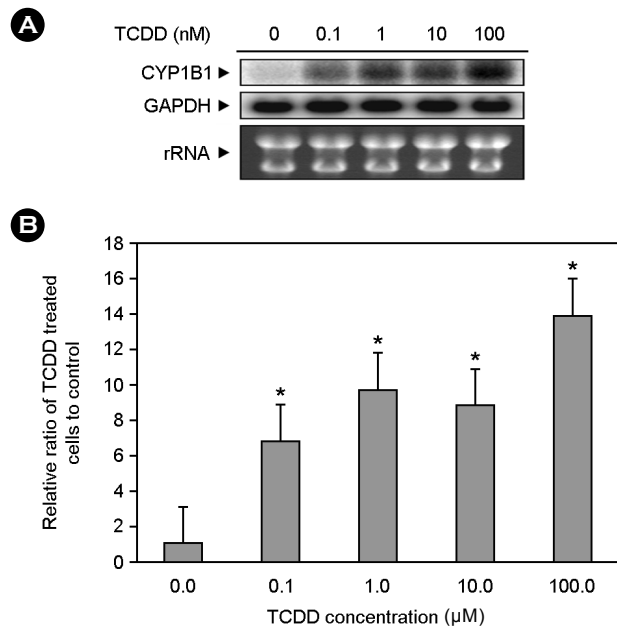 A
TCDD (nM) 0 0.1 1 10 100
CYP1B1
GAPDH
rRNA
B
Relative ratio of TCDD treated
cells to control
18
16
14
12
10
8
6
4
2
0
* * * *
0.0 0.1 1.0 10.0 100.0
TCDD concentration (µM)